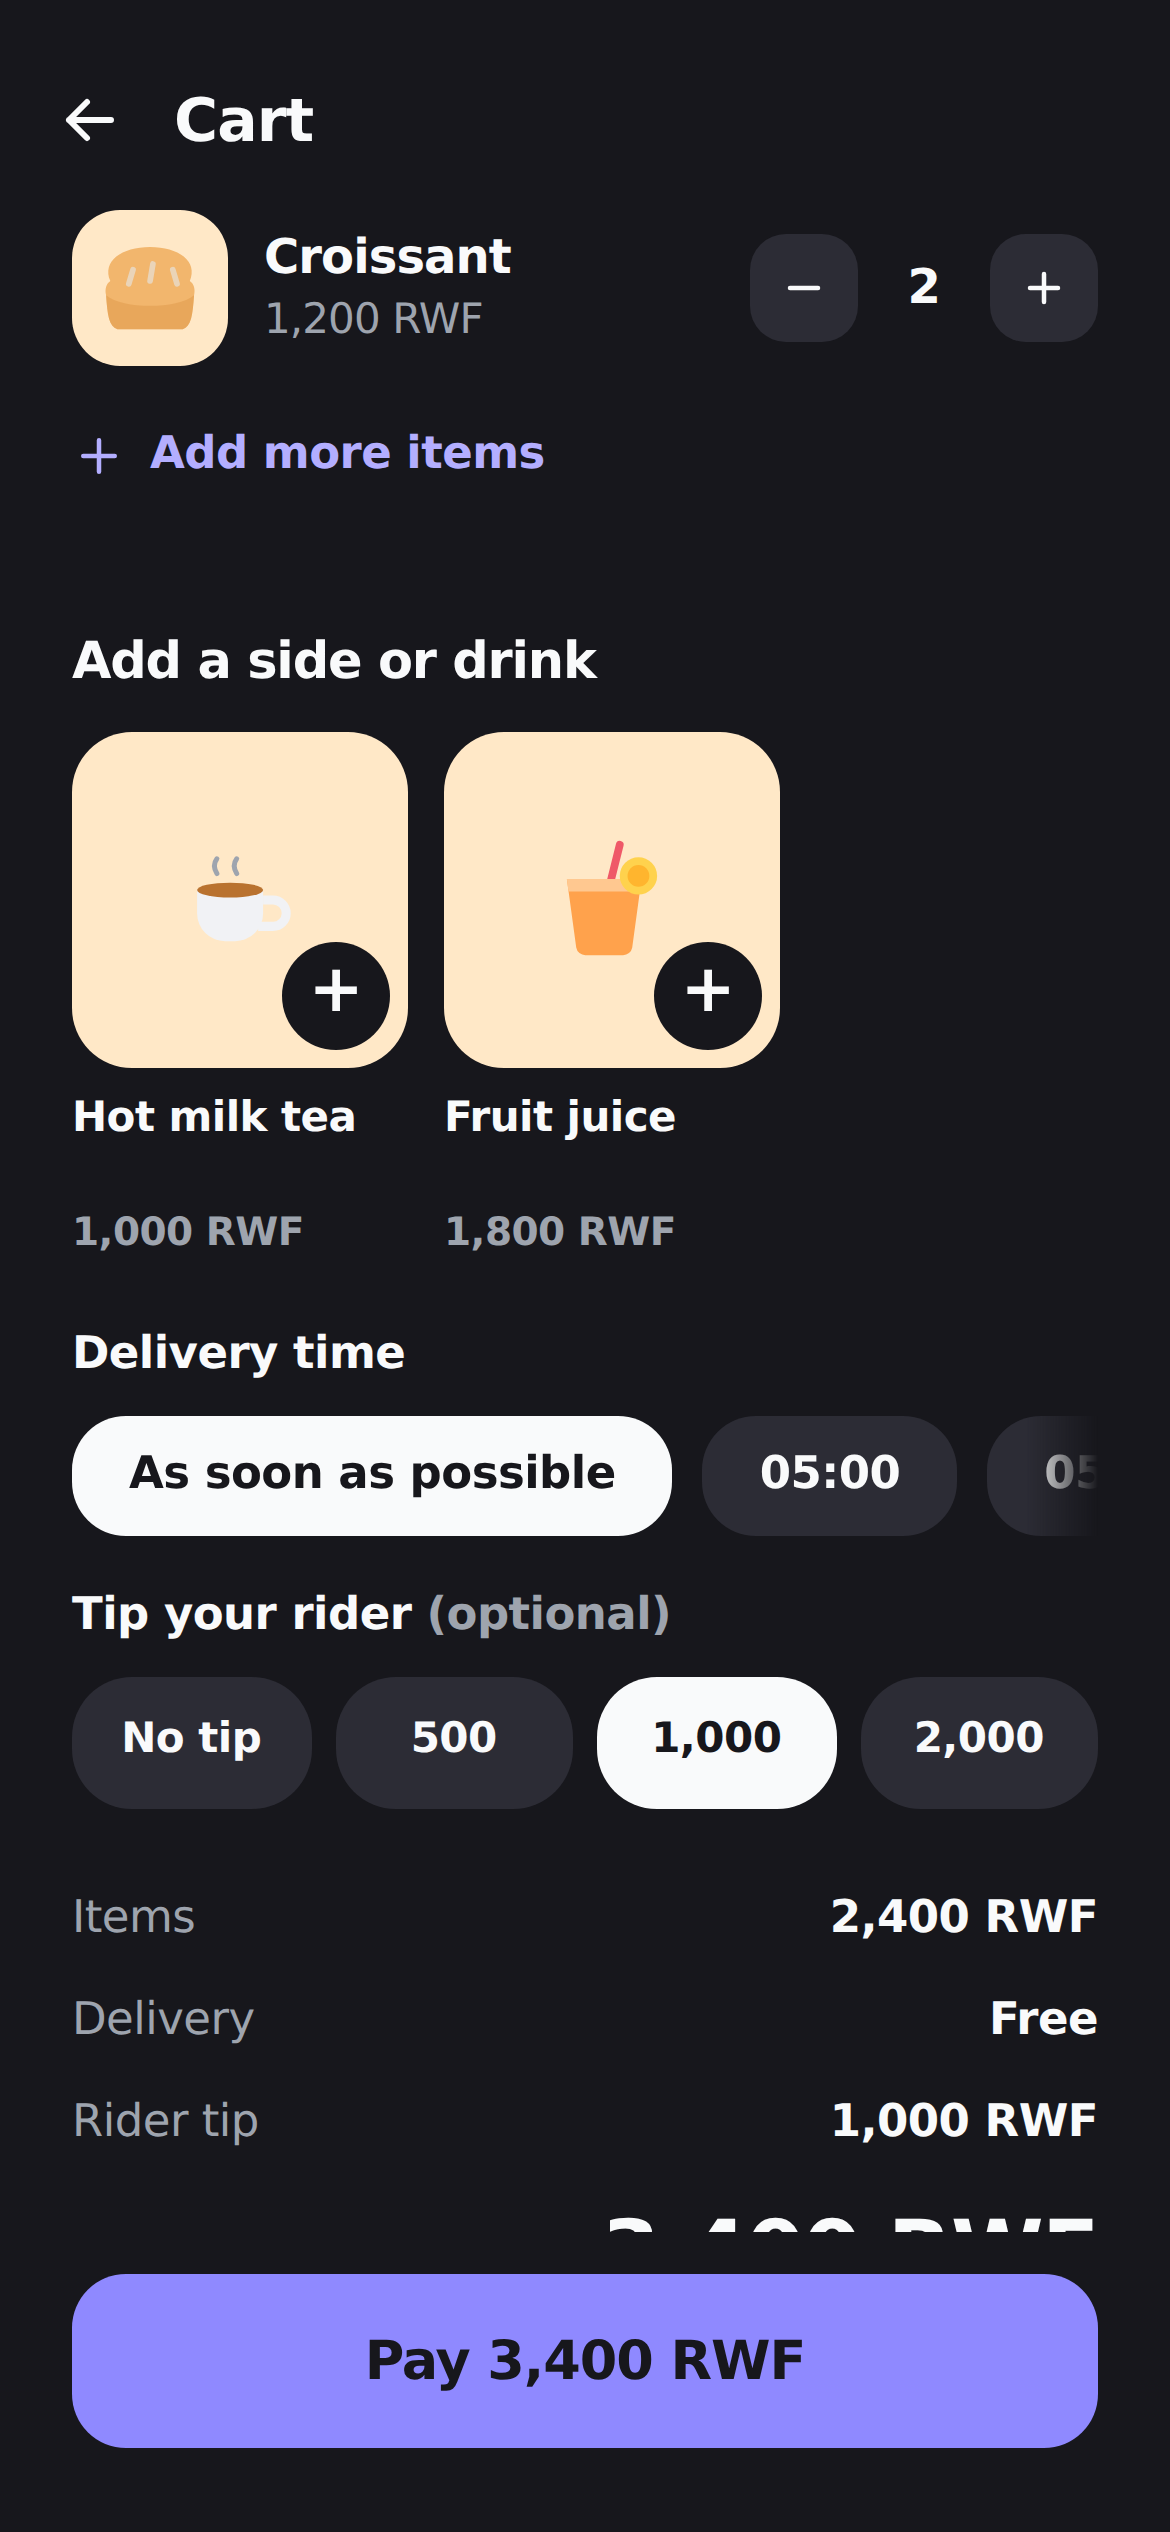 Cart
Croissant
1,200 RWF
2
Add more items
Add a side or drink
Hot milk tea
Fruit juice
1,000 RWF
1,800 RWF
Delivery time
As soon as possible
05:00
Tip your rider (optional)
No tip
500
1,000
2,000
Items
2,400 RWF
Delivery
Free
Rider tip
1,000 RWF
Pay 3,400 RWF